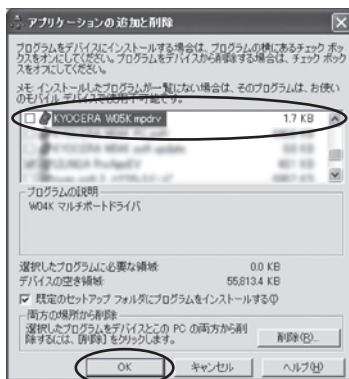 アプリケーションの追加と削除
プログラムをデバイスにインストールする場合は、プログラムの横にあるチェック ボッ
クスをオンにしてください。プログラムをデバイスから削除する場合は、チェック ボック
スをオフにしてください。
メモ: インストールしたプログラムが一覧にない場合は、そのプログラムは、お使い
のモバイル デバイスで使用不可能です。
KYOCERA W05K mpdrv 1.7 KB
プログラムの説明
W04K マルチポートドライバ
選択したプログラムに必要な領域: 0.0 KB
デバイスの空き領域: 55,813.4 KB
既定のセットアップ フォルダにプログラムをインストールする(I)
両方の場所から削除
選択したプログラムをデバイスとこの PC の両方から削
除するには、[削除] をクリックします。
削除(R)...
OK キャンセル ヘルプ(H)